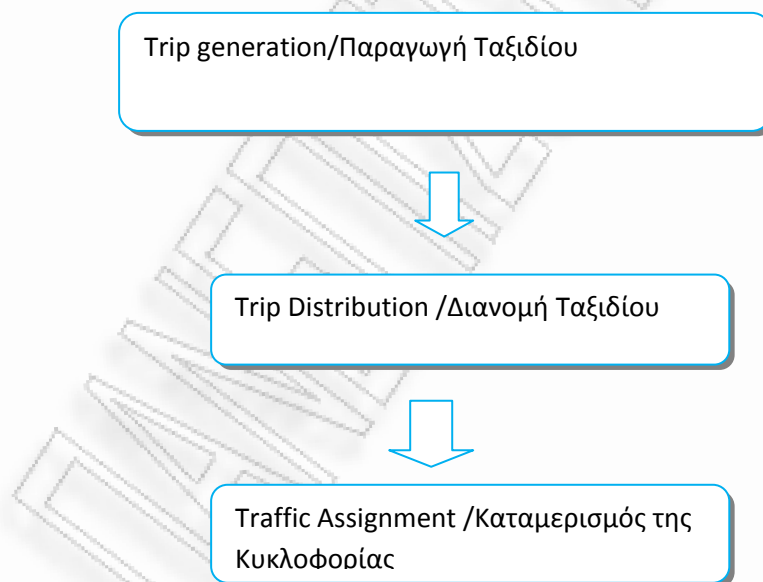 Trip generation/Παραγωγή Ταξιδίου
Trip Distribution /Διανομή Ταξιδίου
Traffic Assignment /Καταμερισμός της
Κυκλοφορίας